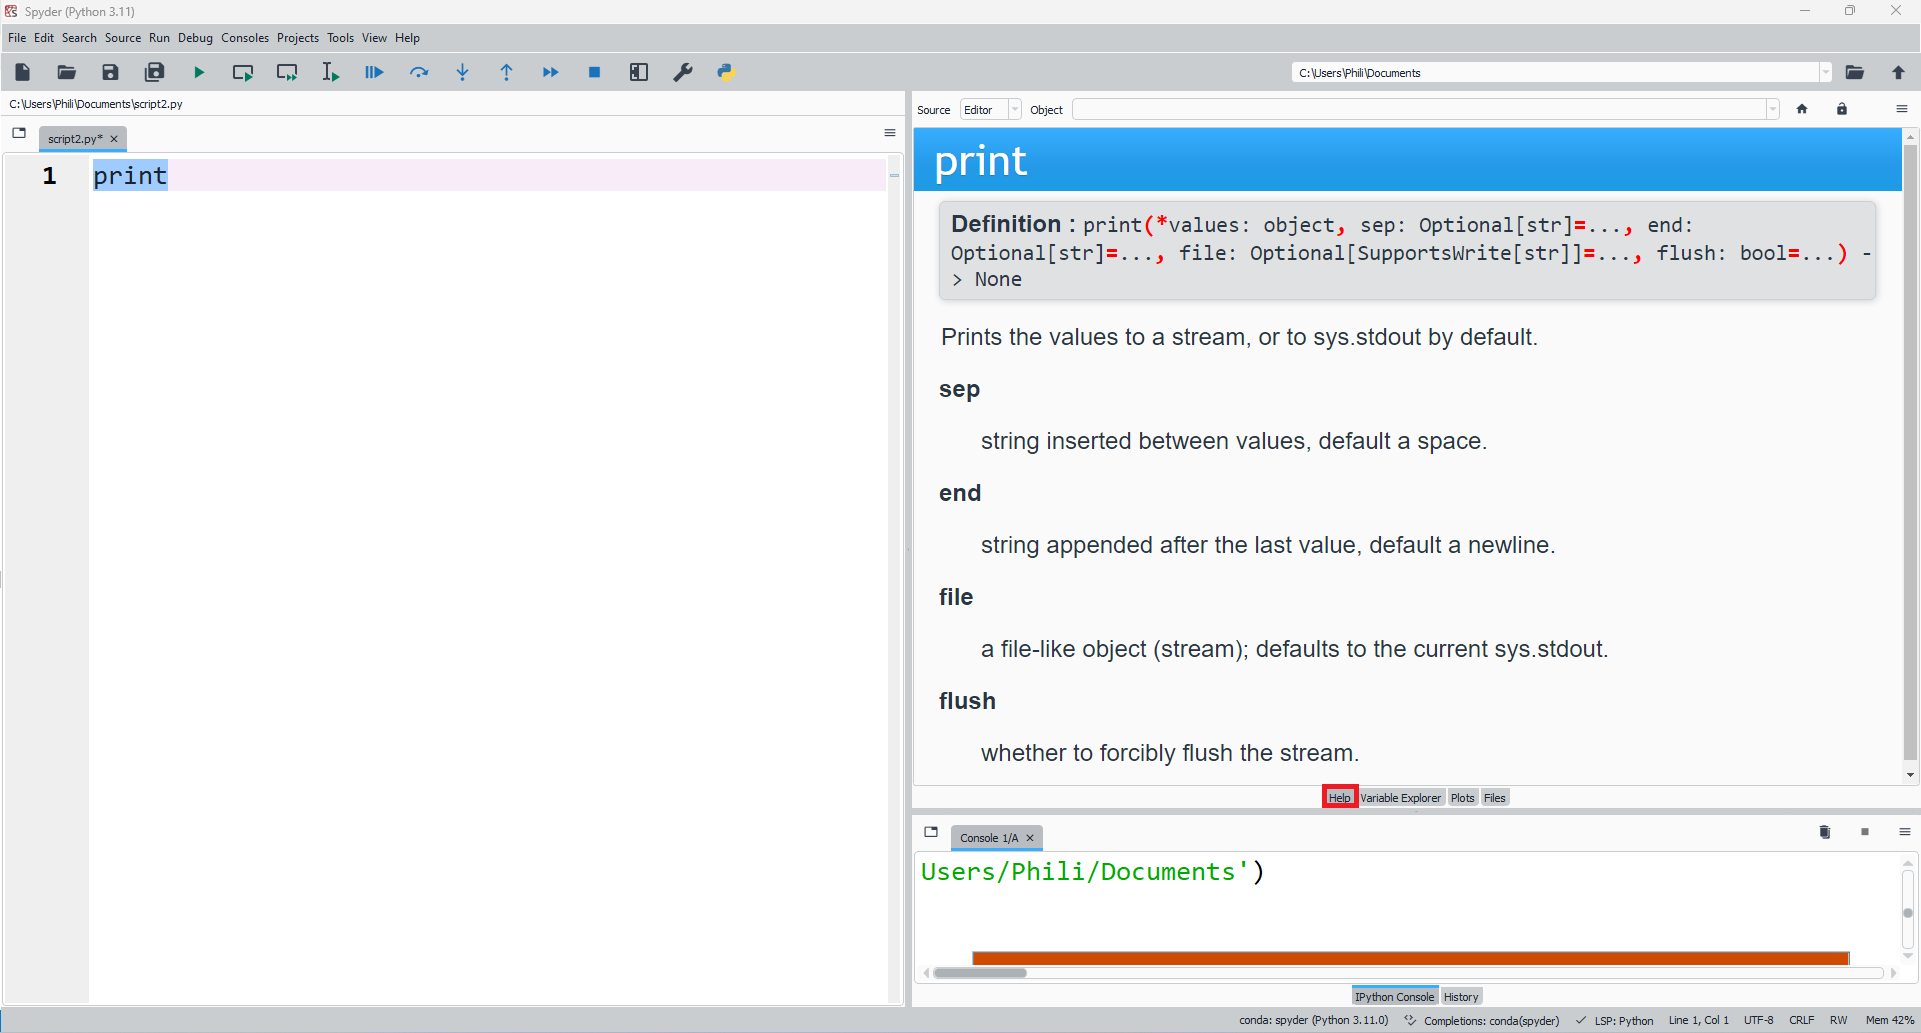 Spyder (Python 3.11)
File Edit Search Source Run Debug Consoles Projects Tools View Help
C:\Users\Phili\Documents
C:\Users\Phili\Documents\script2.py
script2.py*
1 print
Source Editor Object
print
Definition : print(*values: object, sep: Optional[str]=..., end:
Optional[str]=..., file: Optional[SupportsWrite[str]]=..., flush: bool=...) -
> None
Prints the values to a stream, or to sys.stdout by default.
sep
string inserted between values, default a space.
end
string appended after the last value, default a newline.
file
a file-like object (stream); defaults to the current sys.stdout.
flush
whether to forcibly flush the stream.
Help Variable Explorer Plots Files
Console 1/A
Users/Phili/Documents')
IPython Console History
conda: spyder (Python 3.11.0) Completions: conda(spyder) LSP: Python Line 1, Col 1 UTF-8 CRLF RW Mem 42%